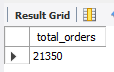 Result Grid
total_orders
21350